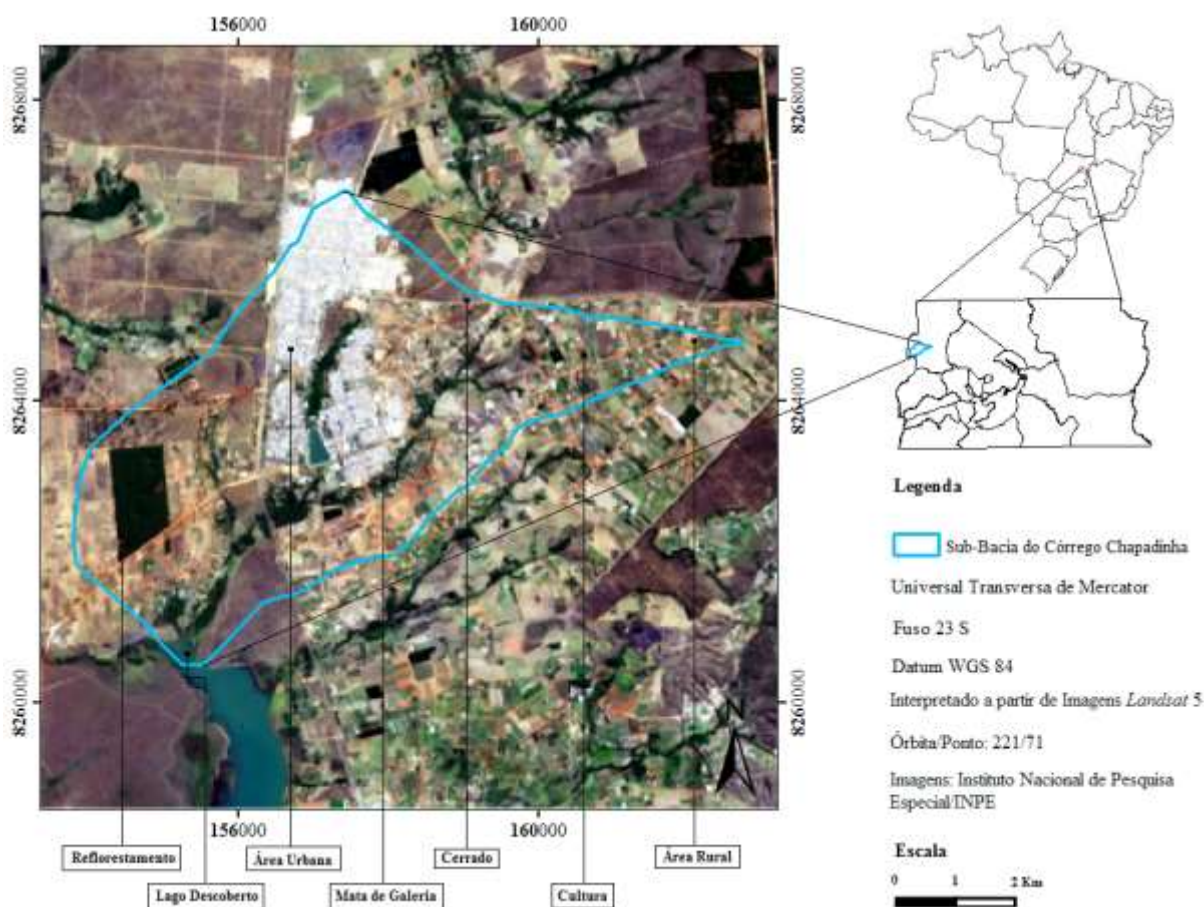 156000
160000
8268000
8268000
8264000
8264000
8260000
8260000
N
156000
160000
Reflorestamento
Área Urbana
Cerrado
Área Rural
Lago Descoberto
Mata de Galeria
Cultura
Legenda
Sub-Bacia do Córrego Chapadinha
Universal Transversa de Mercator
Fuso 23 S
Datum WGS 84
Interpretado a partir de Imagens Landsat 5
Órbita/Ponto: 221/71
Imagens: Instituto Nacional de Pesquisa
Especial/INPE
Escala
0 1 2 Km